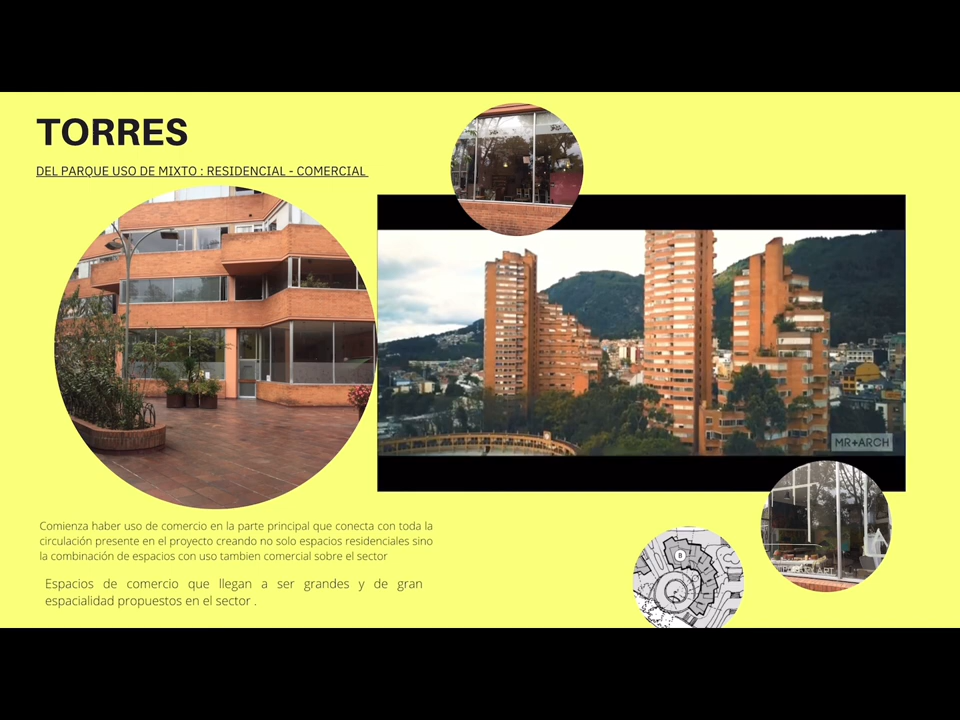 TORRES
DEL PARQUE USO DE MIXTO : RESIDENCIAL - COMERCIAL
MR+ARCH
Comienza haber uso de comercio en la parte principal que conecta con toda la
circulación presente en el proyecto creando no solo espacios residenciales sino
la combinación de espacios con uso tambien comercial sobre el sector
Espacios de comercio que llegan a ser grandes y de gran
espacialidad propuestos en el sector .
B
ART